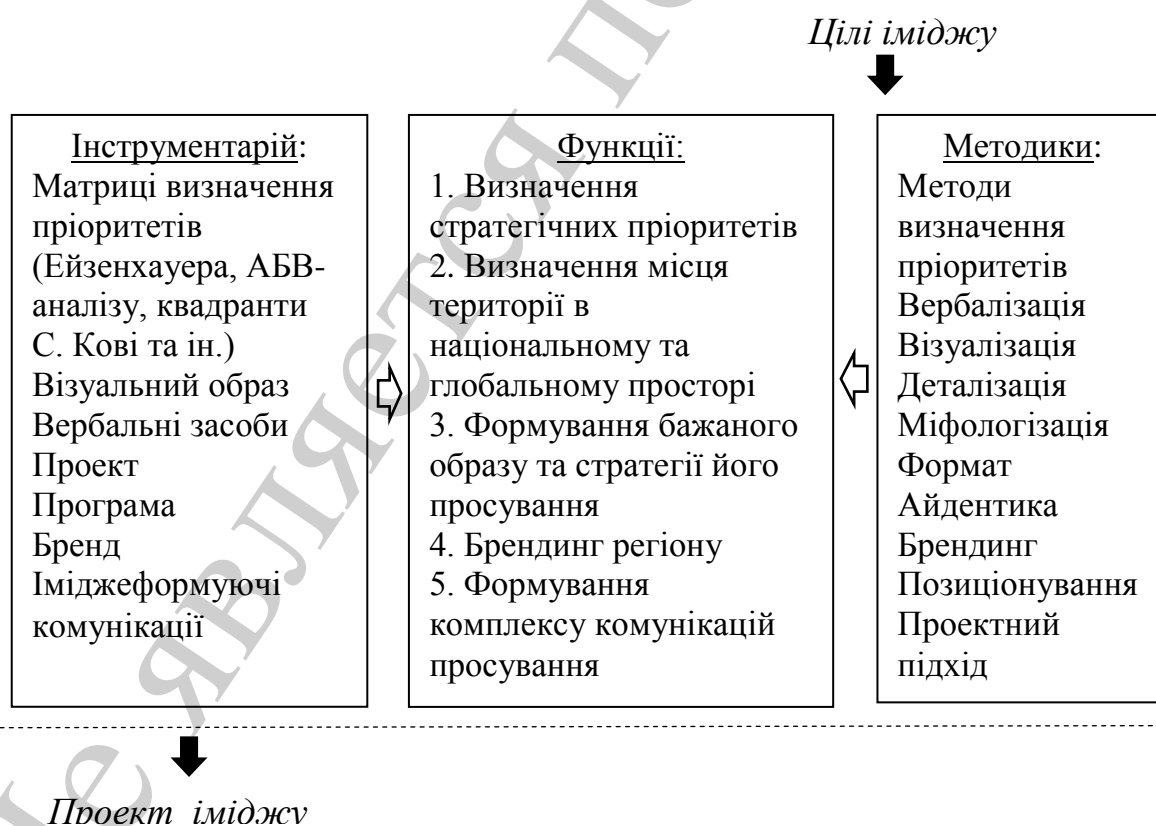 Цілі іміджу
Інструментарій:
Матриці визначення
пріоритетів
(Ейзенхауера, АБВ-
аналізу, квадранти
С. Кові та ін.)
Візуальний образ
Вербальні засоби
Проект
Програма
Бренд
Іміджеформуючі
комунікації
Функції:
1. Визначення
стратегічних пріоритетів
2. Визначення місця
території в
національному та
глобальному просторі
3. Формування бажаного
образу та стратегії його
просування
4. Брендинг регіону
5. Формування
комплексу комунікацій
просування
Методики:
Методи
визначення
пріоритетів
Вербалізація
Візуалізація
Деталізація
Міфологізація
Формат
Айдентика
Брендинг
Позиціонування
Проектний
підхід
Проект іміджу
Не является